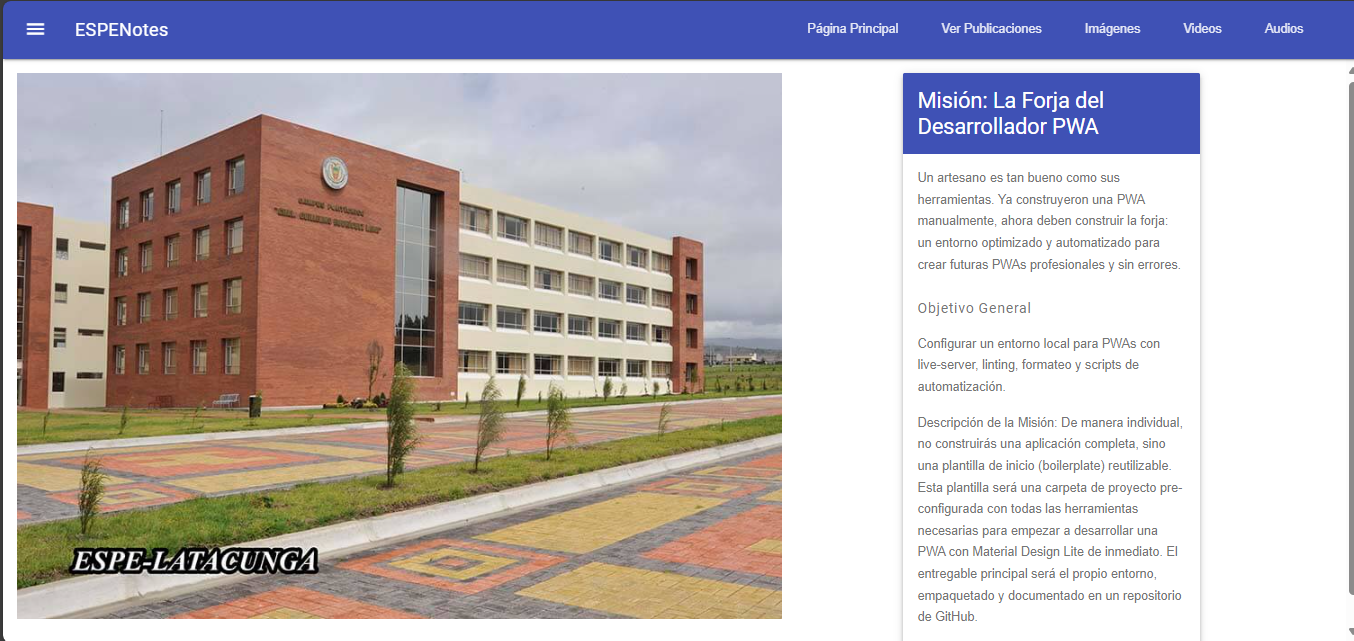 ESPENotes
Página Principal
Ver Publicaciones
Imágenes
Videos
Audios
ESPE-LATACUNGA
Misión: La Forja del
Desarrollador PWA
Un artesano es tan bueno como sus
herramientas. Ya construyeron una PWA
manualmente, ahora deben construir la forja:
un entorno optimizado y automatizado para
crear futuras PWAs profesionales y sin errores.
Objetivo General
Configurar un entorno local para PWAs con
live-server, linting, formateo y scripts de
automatización.
Descripción de la Misión: De manera individual,
no construirás una aplicación completa, sino
una plantilla de inicio (boilerplate) reutilizable.
Esta plantilla será una carpeta de proyecto pre-
configurada con todas las herramientas
necesarias para empezar a desarrollar una
PWA con Material Design Lite de inmediato. El
entregable principal será el propio entorno,
empaquetado y documentado en un repositorio
de GitHub.